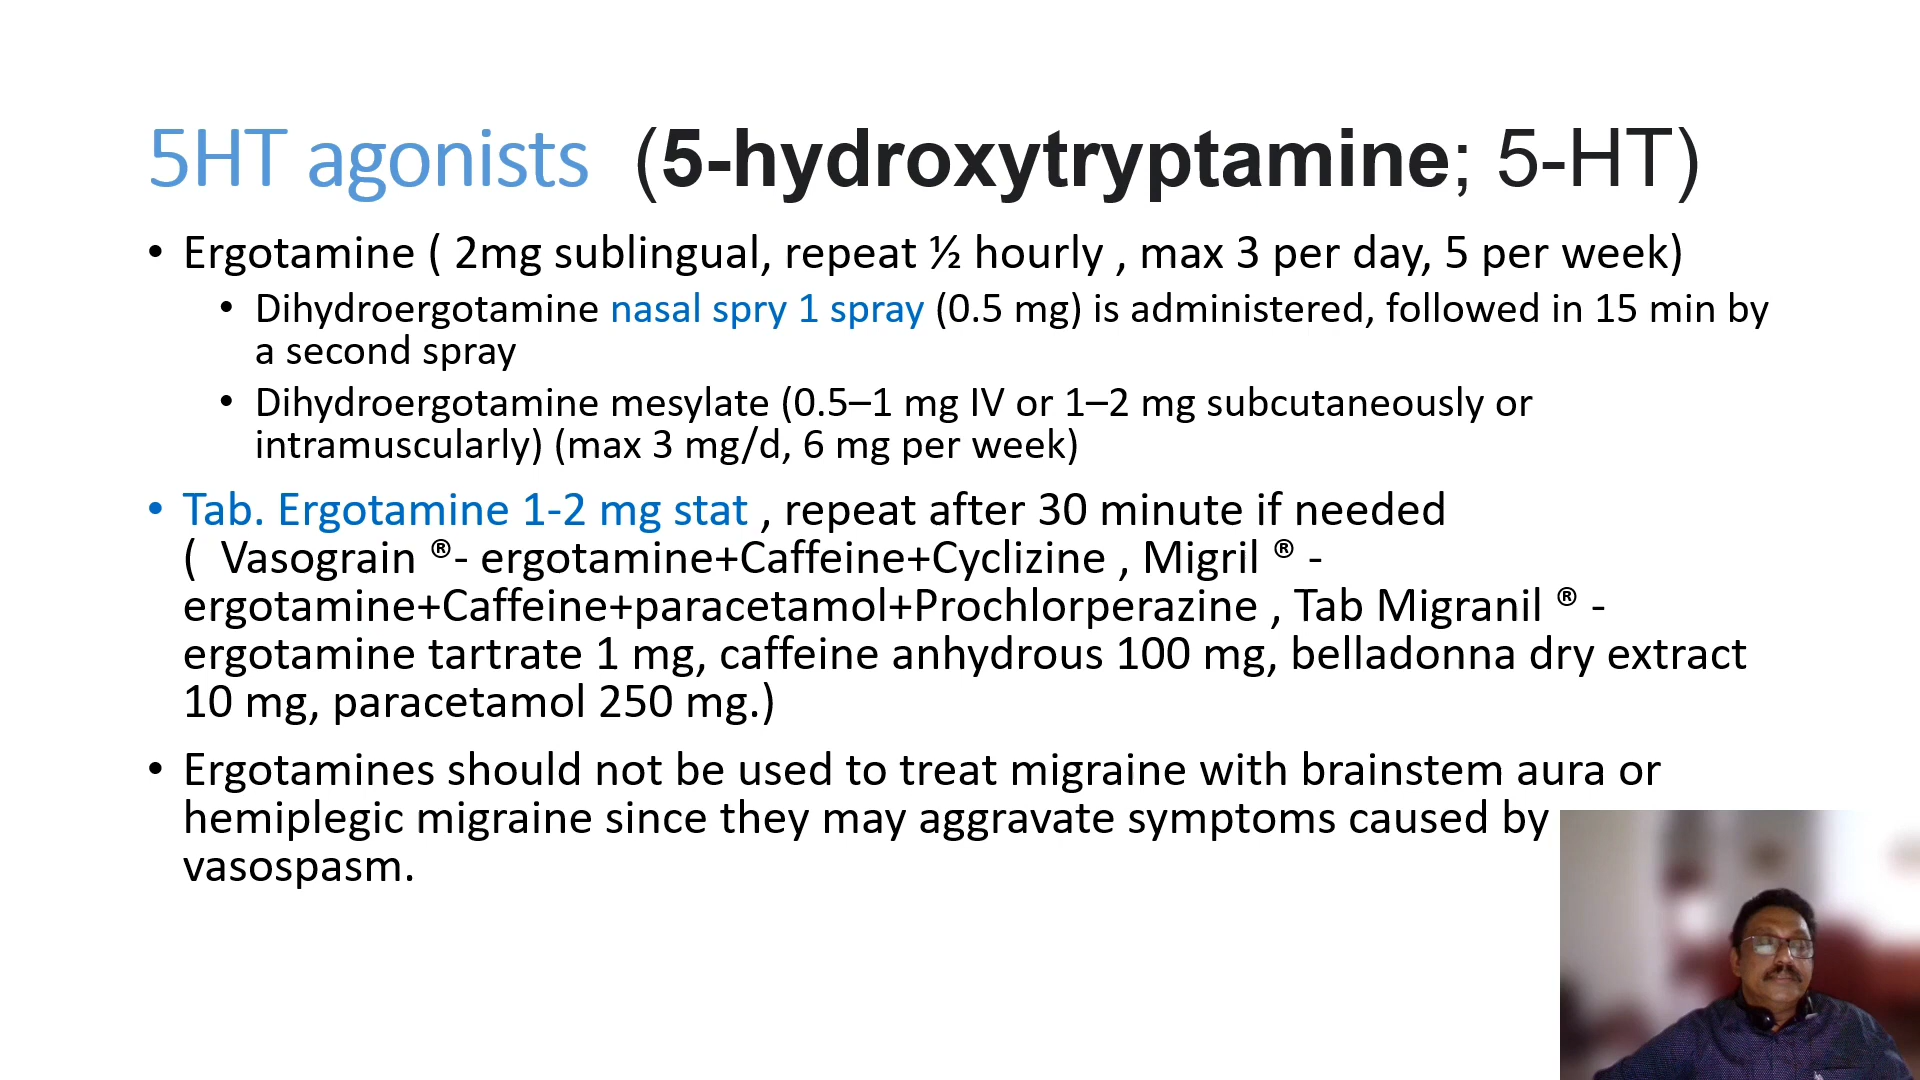 5HT agonists (5-hydroxytryptamine; 5-HT)
• Ergotamine ( 2mg sublingual, repeat ½ hourly , max 3 per day, 5 per week)
• Dihydroergotamine nasal spry 1 spray (0.5 mg) is administered, followed in 15 min by
a second spray
• Dihydroergotamine mesylate (0.5–1 mg IV or 1–2 mg subcutaneously or
intramuscularly) (max 3 mg/d, 6 mg per week)
• Tab. Ergotamine 1-2 mg stat , repeat after 30 minute if needed
( Vasograin ®- ergotamine+Caffeine+Cyclizine , Migril ® -
ergotamine+Caffeine+paracetamol+Prochlorperazine , Tab Migranil ® -
ergotamine tartrate 1 mg, caffeine anhydrous 100 mg, belladonna dry extract
10 mg, paracetamol 250 mg.)
• Ergotamines should not be used to treat migraine with brainstem aura or
hemiplegic migraine since they may aggravate symptoms caused by
vasospasm.